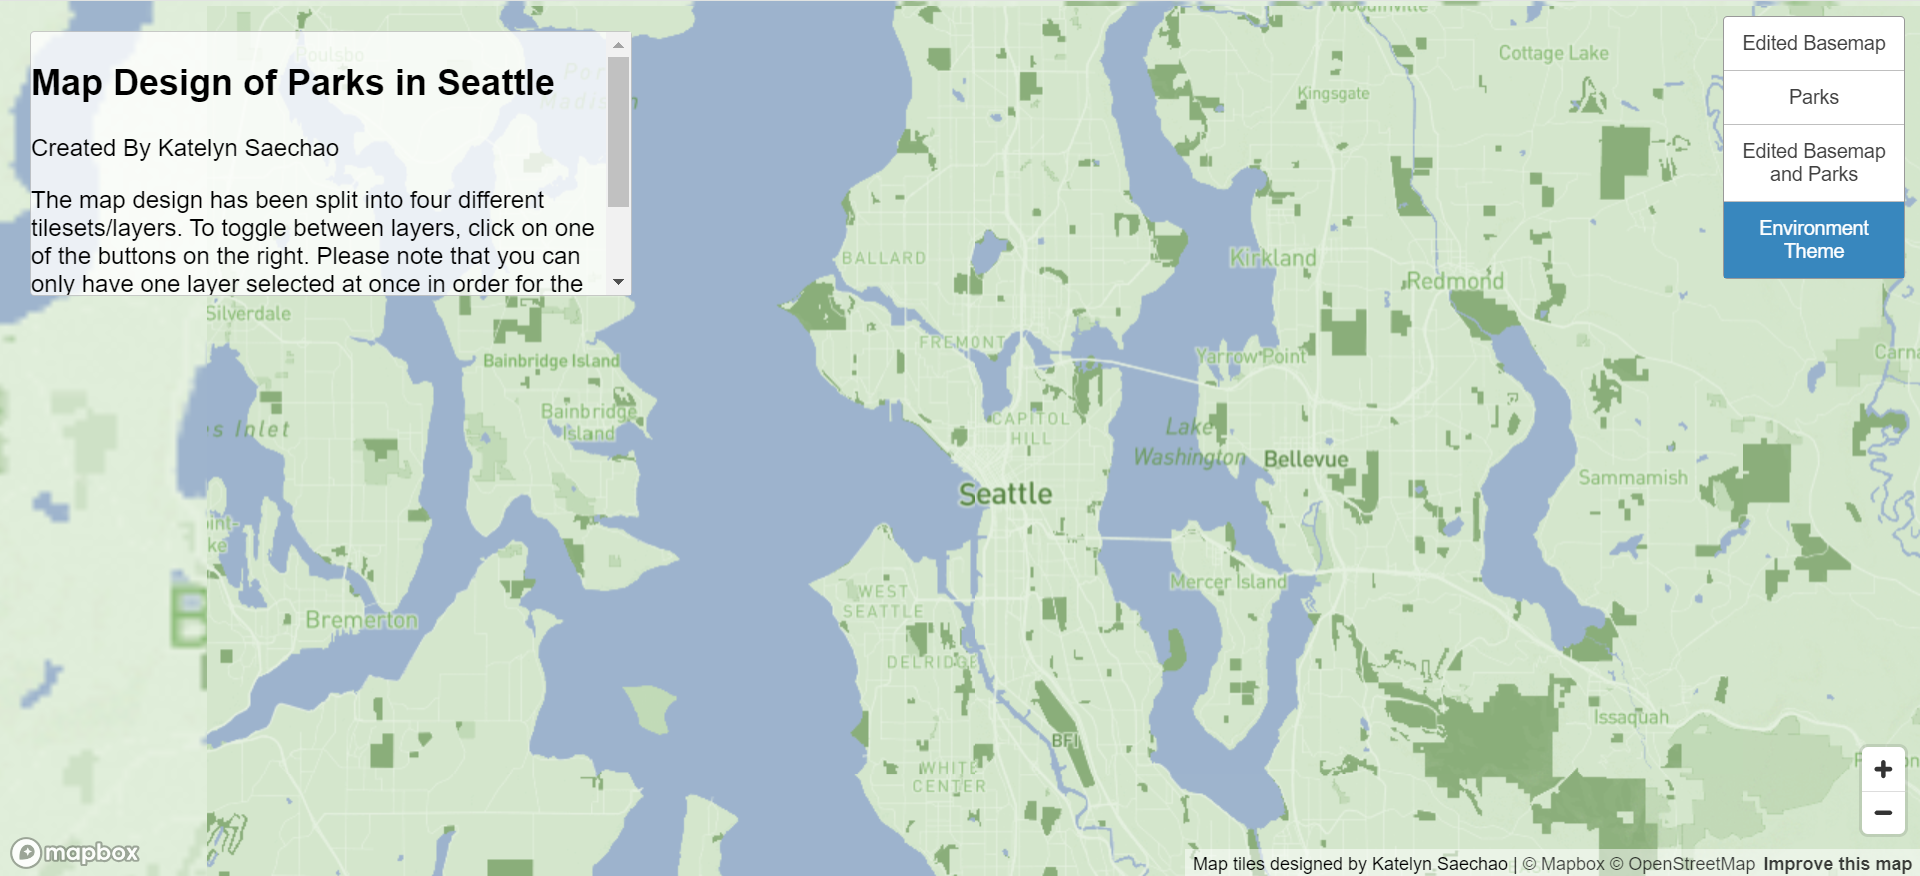 Map Design of Parks in Seattle
Created By Katelyn Saechao
The map design has been split into four different
tilesets/layers. To toggle between layers, click on one
of the buttons on the right. Please note that you can
only have one layer selected at once in order for the
Edited Basemap
Parks
Edited Basemap
and Parks
Environment
Theme
Poulsbo
Madison
Woodinville
Cottage Lake
Kingsgate
BALLARD
Kirkland
Redmond
Silverdale
FREMONT
Yarrow Point
Bainbridge Island
Bainbridge
Island
CAPITOL
HILL
s Inlet
Lake
Washington
Bellevue
Sammamish
Seattle
Mercer Island
WEST
SEATTLE
Bremerton
DELRIDGE
Issaquah
BFI
WHITE
CENTER
+
−
mapbox
Map tiles designed by Katelyn Saechao | © Mapbox © OpenStreetMap Improve this map